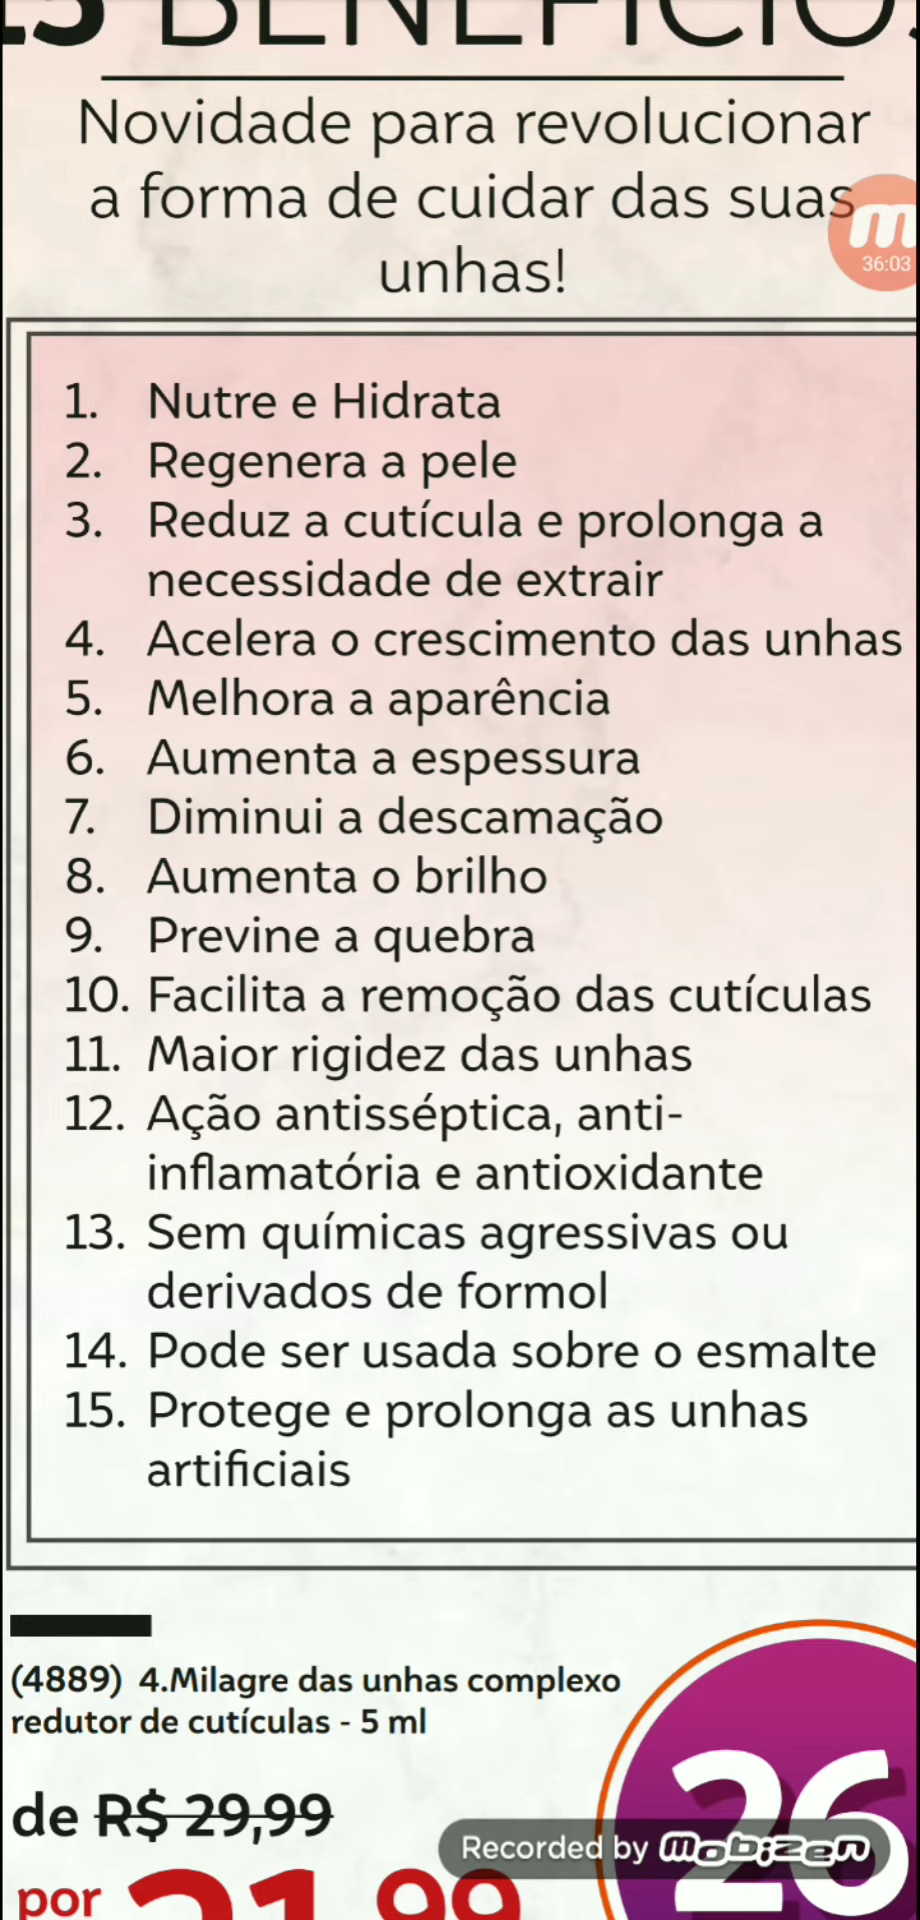 15 BENEFÍCIOS
Novidade para revolucionar
a forma de cuidar das suas
unhas!
m
36:03
1. Nutre e Hidrata
2. Regenera a pele
3. Reduz a cutícula e prolonga a
necessidade de extrair
4. Acelera o crescimento das unhas
5. Melhora a aparência
6. Aumenta a espessura
7. Diminui a descamação
8. Aumenta o brilho
9. Previne a quebra
10. Facilita a remoção das cutículas
11. Maior rigidez das unhas
12. Ação antisséptica, anti-
inflamatória e antioxidante
13. Sem químicas agressivas ou
derivados de formol
14. Pode ser usada sobre o esmalte
15. Protege e prolonga as unhas
artificiais
(4889) 4.Milagre das unhas complexo
redutor de cutículas - 5 ml
de R$ 29,99
26
Recorded by Mobizen
por 21,99